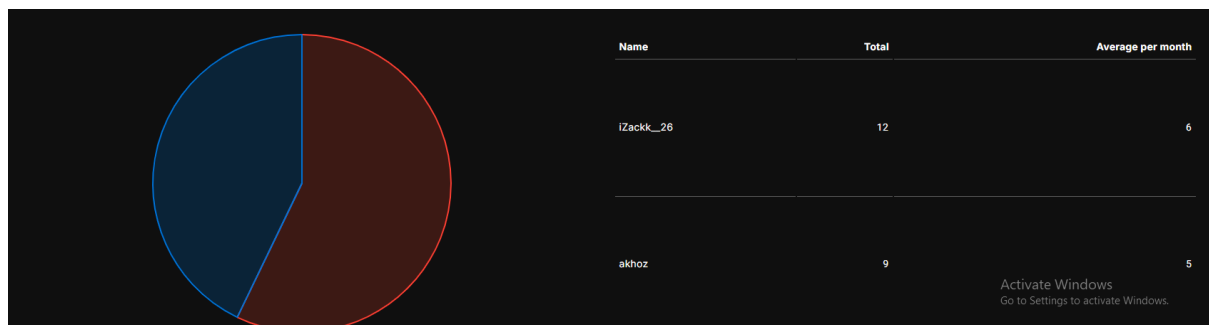 Name Total Average per month
iZackk__26 12 6
akhoz 9 5
Activate Windows
Go to Settings to activate Windows.